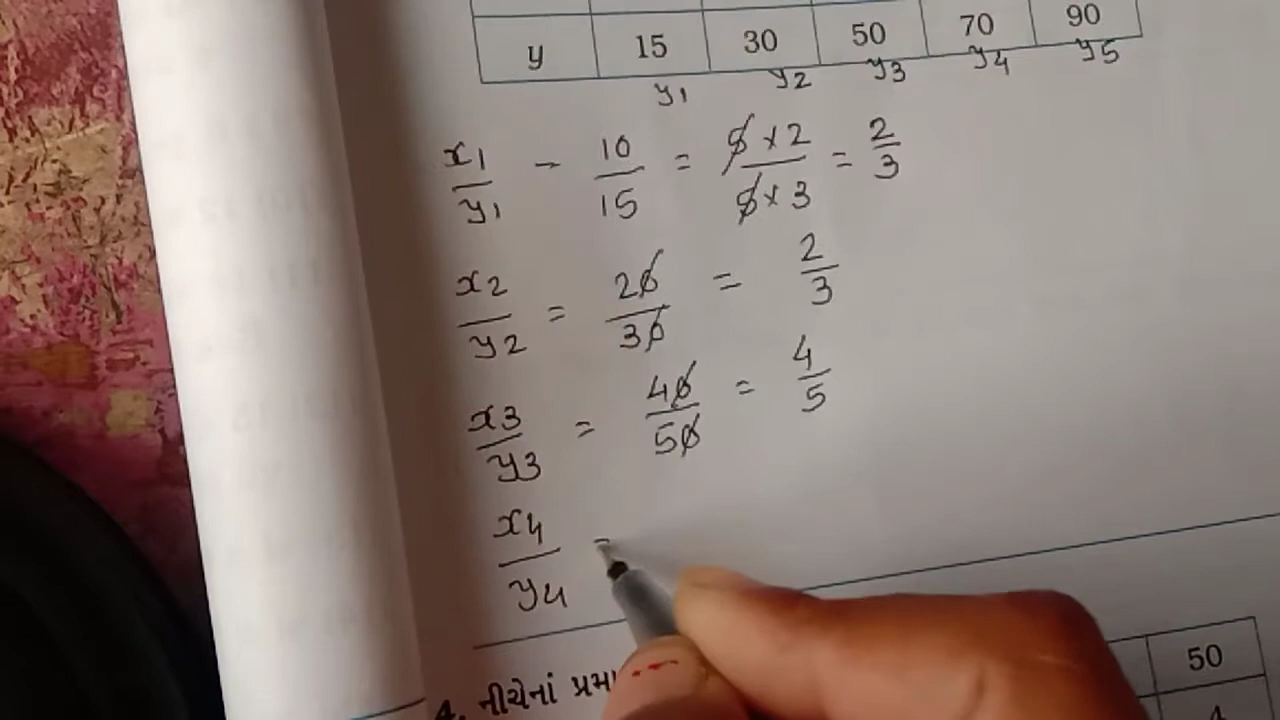 y 15 30 50 70 90
y1 y2 y3 y4 y5
x1/y1 - 10/15 = 5 × 2/5 × 3 = 2/3
x2/y2 = 20/30 = 2/3
x3/y3 = 40/50 = 4/5
x4/y4 =
4. નીચેનાં
50